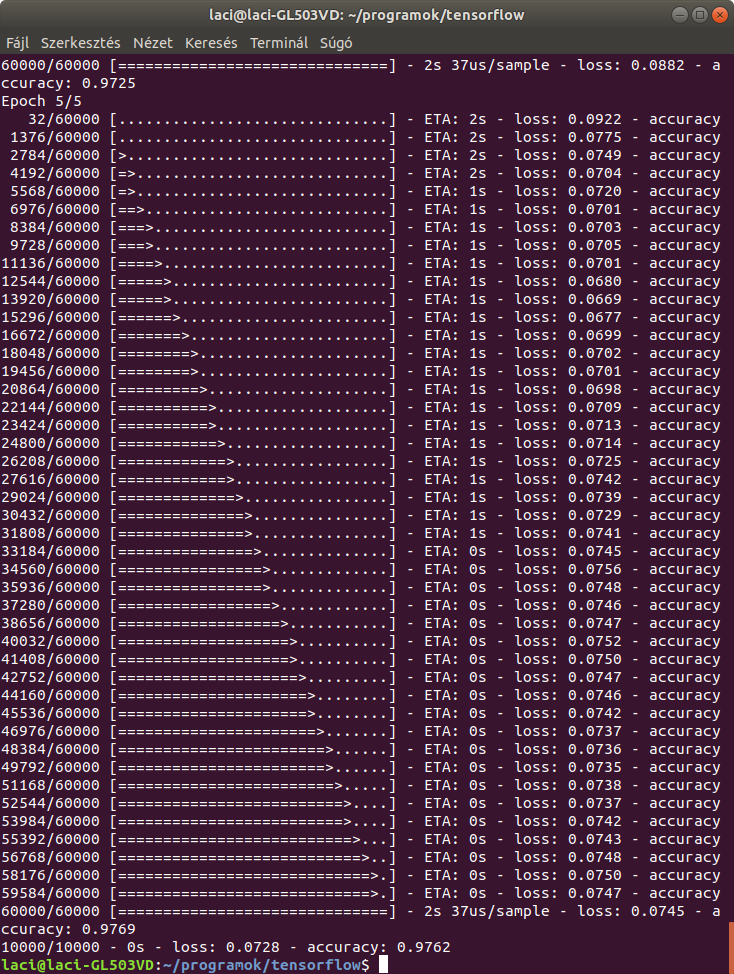 laci@laci-GL503VD: ~/programok/tensorflow
Fájl Szerkesztés Nézet Keresés Terminál Súgó
60000/60000 [==============================] - 2s 37us/sample - loss: 0.0882 - a
ccuracy: 0.9725
Epoch 5/5
   32/60000 [..............................] - ETA: 2s - loss: 0.0922 - accuracy
 1376/60000 [..............................] - ETA: 2s - loss: 0.0775 - accuracy
 2784/60000 [>.............................] - ETA: 2s - loss: 0.0749 - accuracy
 4192/60000 [=>............................] - ETA: 2s - loss: 0.0704 - accuracy
 5568/60000 [=>............................] - ETA: 1s - loss: 0.0720 - accuracy
 6976/60000 [==>...........................] - ETA: 1s - loss: 0.0701 - accuracy
 8384/60000 [===>..........................] - ETA: 1s - loss: 0.0703 - accuracy
 9728/60000 [===>..........................] - ETA: 1s - loss: 0.0705 - accuracy
11136/60000 [====>.........................] - ETA: 1s - loss: 0.0701 - accuracy
12544/60000 [=====>........................] - ETA: 1s - loss: 0.0680 - accuracy
13920/60000 [=====>........................] - ETA: 1s - loss: 0.0669 - accuracy
15296/60000 [======>.......................] - ETA: 1s - loss: 0.0677 - accuracy
16672/60000 [=======>......................] - ETA: 1s - loss: 0.0699 - accuracy
18048/60000 [========>.....................] - ETA: 1s - loss: 0.0702 - accuracy
19456/60000 [========>.....................] - ETA: 1s - loss: 0.0701 - accuracy
20864/60000 [=========>....................] - ETA: 1s - loss: 0.0698 - accuracy
22144/60000 [==========>...................] - ETA: 1s - loss: 0.0709 - accuracy
23424/60000 [==========>...................] - ETA: 1s - loss: 0.0713 - accuracy
24800/60000 [===========>..................] - ETA: 1s - loss: 0.0714 - accuracy
26208/60000 [============>.................] - ETA: 1s - loss: 0.0725 - accuracy
27616/60000 [============>.................] - ETA: 1s - loss: 0.0742 - accuracy
29024/60000 [=============>................] - ETA: 1s - loss: 0.0739 - accuracy
30432/60000 [==============>...............] - ETA: 1s - loss: 0.0729 - accuracy
31808/60000 [==============>...............] - ETA: 1s - loss: 0.0741 - accuracy
33184/60000 [===============>..............] - ETA: 0s - loss: 0.0745 - accuracy
34560/60000 [================>.............] - ETA: 0s - loss: 0.0756 - accuracy
35936/60000 [================>.............] - ETA: 0s - loss: 0.0748 - accuracy
37280/60000 [=================>............] - ETA: 0s - loss: 0.0746 - accuracy
38656/60000 [==================>...........] - ETA: 0s - loss: 0.0747 - accuracy
40032/60000 [===================>..........] - ETA: 0s - loss: 0.0752 - accuracy
41408/60000 [===================>..........] - ETA: 0s - loss: 0.0750 - accuracy
42752/60000 [====================>.........] - ETA: 0s - loss: 0.0747 - accuracy
44160/60000 [=====================>........] - ETA: 0s - loss: 0.0746 - accuracy
45536/60000 [=====================>........] - ETA: 0s - loss: 0.0742 - accuracy
46976/60000 [======================>.......] - ETA: 0s - loss: 0.0737 - accuracy
48384/60000 [=======================>......] - ETA: 0s - loss: 0.0736 - accuracy
49792/60000 [=======================>......] - ETA: 0s - loss: 0.0735 - accuracy
51168/60000 [========================>.....] - ETA: 0s - loss: 0.0738 - accuracy
52544/60000 [=========================>....] - ETA: 0s - loss: 0.0737 - accuracy
53984/60000 [=========================>....] - ETA: 0s - loss: 0.0742 - accuracy
55392/60000 [==========================>...] - ETA: 0s - loss: 0.0743 - accuracy
56768/60000 [===========================>..] - ETA: 0s - loss: 0.0748 - accuracy
58176/60000 [============================>.] - ETA: 0s - loss: 0.0750 - accuracy
59584/60000 [============================>.] - ETA: 0s - loss: 0.0747 - accuracy
60000/60000 [==============================] - 2s 37us/sample - loss: 0.0745 - a
ccuracy: 0.9769
10000/10000 - 0s - loss: 0.0728 - accuracy: 0.9762
laci@laci-GL503VD:~/programok/tensorflow$